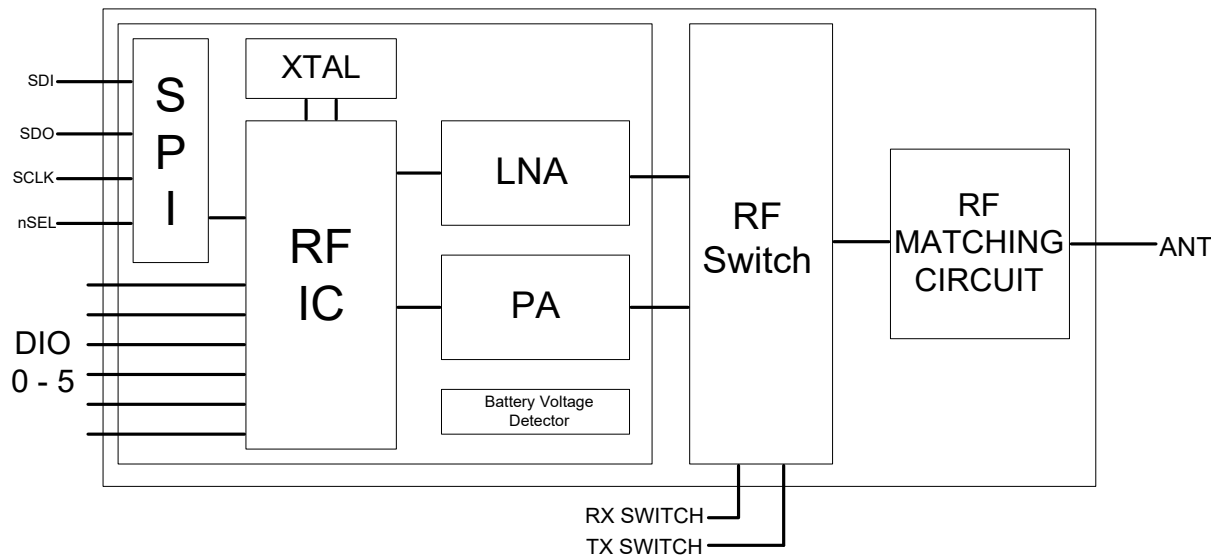 SDI
SDO
SCLK
nSEL
S
P
I
XTAL
RF
IC
LNA
PA
Battery Voltage
Detector
DIO
0 - 5
RF
Switch
RF
MATCHING
CIRCUIT
ANT
RX SWITCH
TX SWITCH